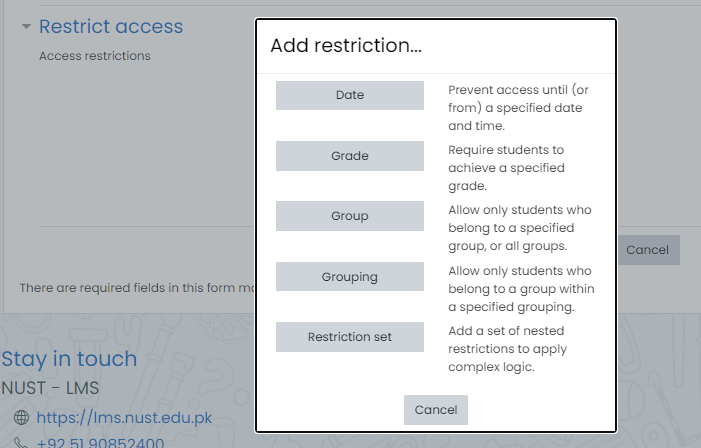 Restrict access
Access restrictions
Add restriction...
Date
Prevent access until (or
from) a specified date
and time.
Grade
Require students to
achieve a specified
grade.
Group
Allow only students who
belong to a specified
group, or all groups.
Grouping
Allow only students who
belong to a group within
a specified grouping.
Restriction set
Add a set of nested
restrictions to apply
complex logic.
Cancel
Cancel
There are required fields in this form
Stay in touch
NUST - LMS
https://lms.nust.edu.pk
+92 51 90852400